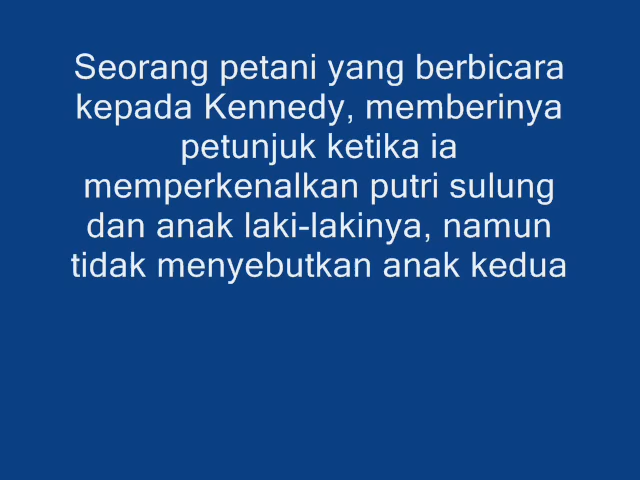 Seorang petani yang berbicara
kepada Kennedy, memberinya
petunjuk ketika ia
memperkenalkan putri sulung
dan anak laki-lakinya, namun
tidak menyebutkan anak kedua